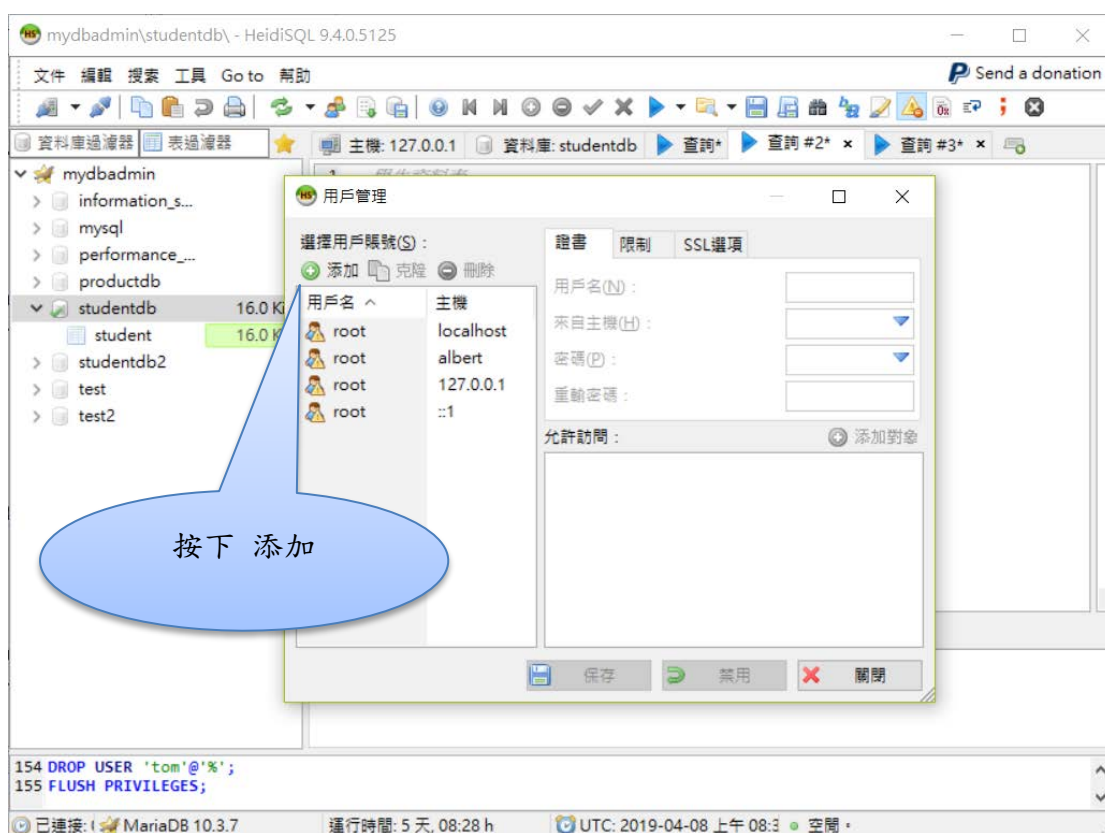 mydbadmin\studentdb\ - HeidiSQL 9.4.0.5125
文件 編輯 搜索 工具 Go to 幫助
Send a donation
資料庫過濾器 表過濾器
主機: 127.0.0.1 資料庫: studentdb 查詢* 查詢 #2* × 查詢 #3* ×
mydbadmin
information_s...
mysql
performance_...
productdb
studentdb 16.0 Ki
student 16.0 K
studentdb2
test
test2
1
用戶管理
選擇用戶賬號(S) :
添加 克隆 刪除
用戶名 主機
root localhost
root albert
root 127.0.0.1
root ::1
證書 限制 SSL選項
用戶名(N) :
來自主機(H) :
密碼(P) :
重輸密碼 :
允許訪問 : 添加對象
按下 添加
保存 禁用 關閉
154 DROP USER 'tom'@'%';
155 FLUSH PRIVILEGES;
已連接: MariaDB 10.3.7 運行時間: 5 天, 08:28 h UTC: 2019-04-08 上午 08:3 空閒。